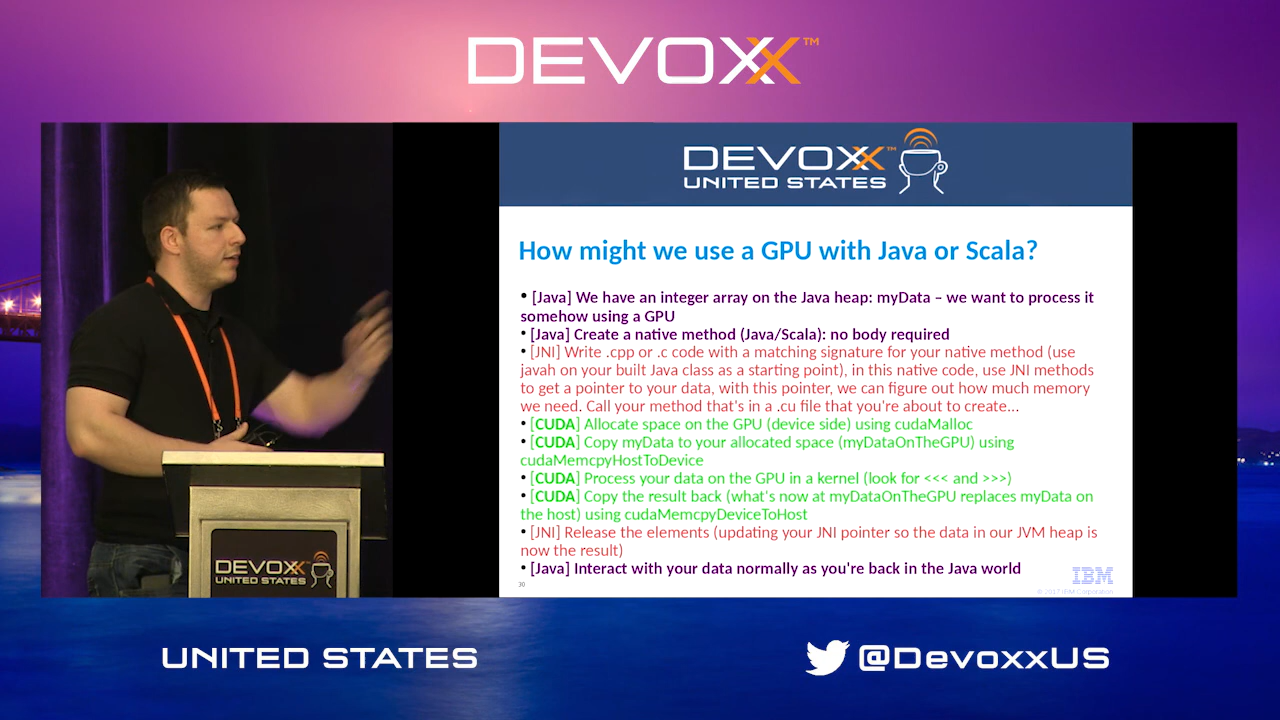 DEVOXX™
DEVOXX™
UNITED STATES
How might we use a GPU with Java or Scala?
• [Java] We have an integer array on the Java heap: myData – we want to process it
somehow using a GPU
• [Java] Create a native method (Java/Scala): no body required
• [JNI] Write .cpp or .c code with a matching signature for your native method (use
javah on your built Java class as a starting point), in this native code, use JNI methods
to get a pointer to your data, with this pointer, we can figure out how much memory
we need. Call your method that's in a .cu file that you're about to create...
• [CUDA] Allocate space on the GPU (device side) using cudaMalloc
• [CUDA] Copy myData to your allocated space (myDataOnTheGPU) using
cudaMemcpyHostToDevice
• [CUDA] Process your data on the GPU in a kernel (look for <<< and >>>)
• [CUDA] Copy the result back (what's now at myDataOnTheGPU replaces myData on
the host) using cudaMemcpyDeviceToHost
• [JNI] Release the elements (updating your JNI pointer so the data in our JVM heap is
now the result)
• [Java] Interact with your data normally as you're back in the Java world
30
IBM
© 2017 IBM Corporation
DEVOXX
UNITED STATES
UNITED STATES
@DevoxxUS